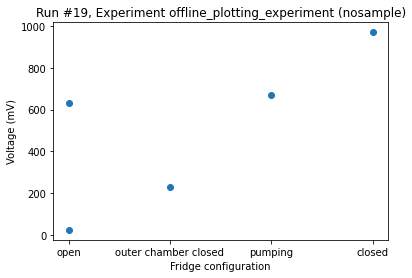 Run #19, Experiment offline_plotting_experiment (nosample)
1000
800
600
400
200
0
Voltage (mV)
open outer chamber closed pumping closed
Fridge configuration